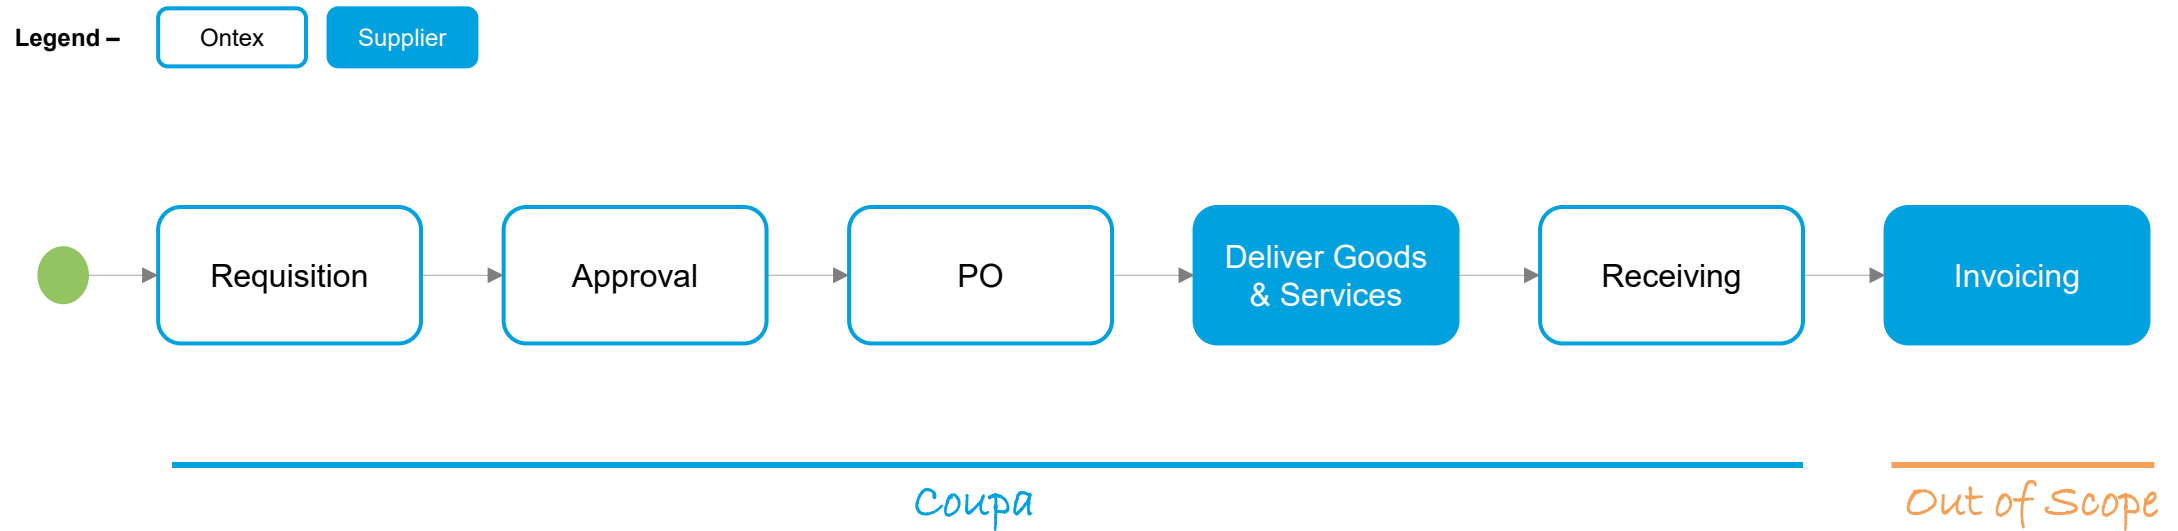 Legend –
Ontex
Supplier
Requisition
Approval
PO
Deliver Goods
& Services
Receiving
Invoicing
Coupa
Out of Scope